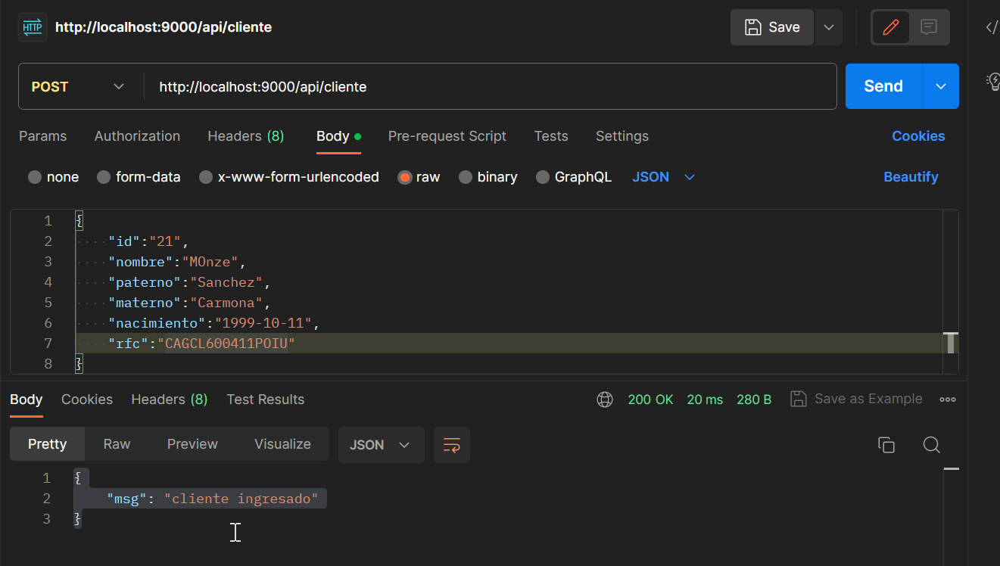 HTTP http://localhost:9000/api/cliente Save
POST http://localhost:9000/api/cliente Send
Params Authorization Headers (8) Body Pre-request Script Tests Settings Cookies
none form-data x-www-form-urlencoded raw binary GraphQL JSON Beautify
1 {
2 "id":"21",
3 "nombre":"MOnze",
4 "paterno":"Sanchez",
5 "materno":"Carmona",
6 "nacimiento":"1999-10-11",
7 "rfc":"CAGCL600411POIU"
8 }
Body Cookies Headers (8) Test Results 200 OK 20 ms 280 B Save as Example
Pretty Raw Preview Visualize JSON
1 {
2 "msg": "cliente ingresado"
3 }